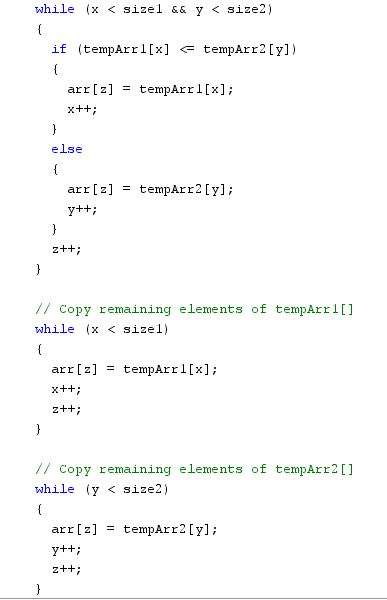 while (x < size1 && y < size2)
{
if (tempArr1[x] <= tempArr2[y])
{
arr[z] = tempArr1[x];
x++;
}
else
{
arr[z] = tempArr2[y];
y++;
}
z++;
}
// Copy remaining elements of tempArr1[]
while (x < size1)
{
arr[z] = tempArr1[x];
x++;
z++;
}
// Copy remaining elements of tempArr2[]
while (y < size2)
{
arr[z] = tempArr2[y];
y++;
z++;
}